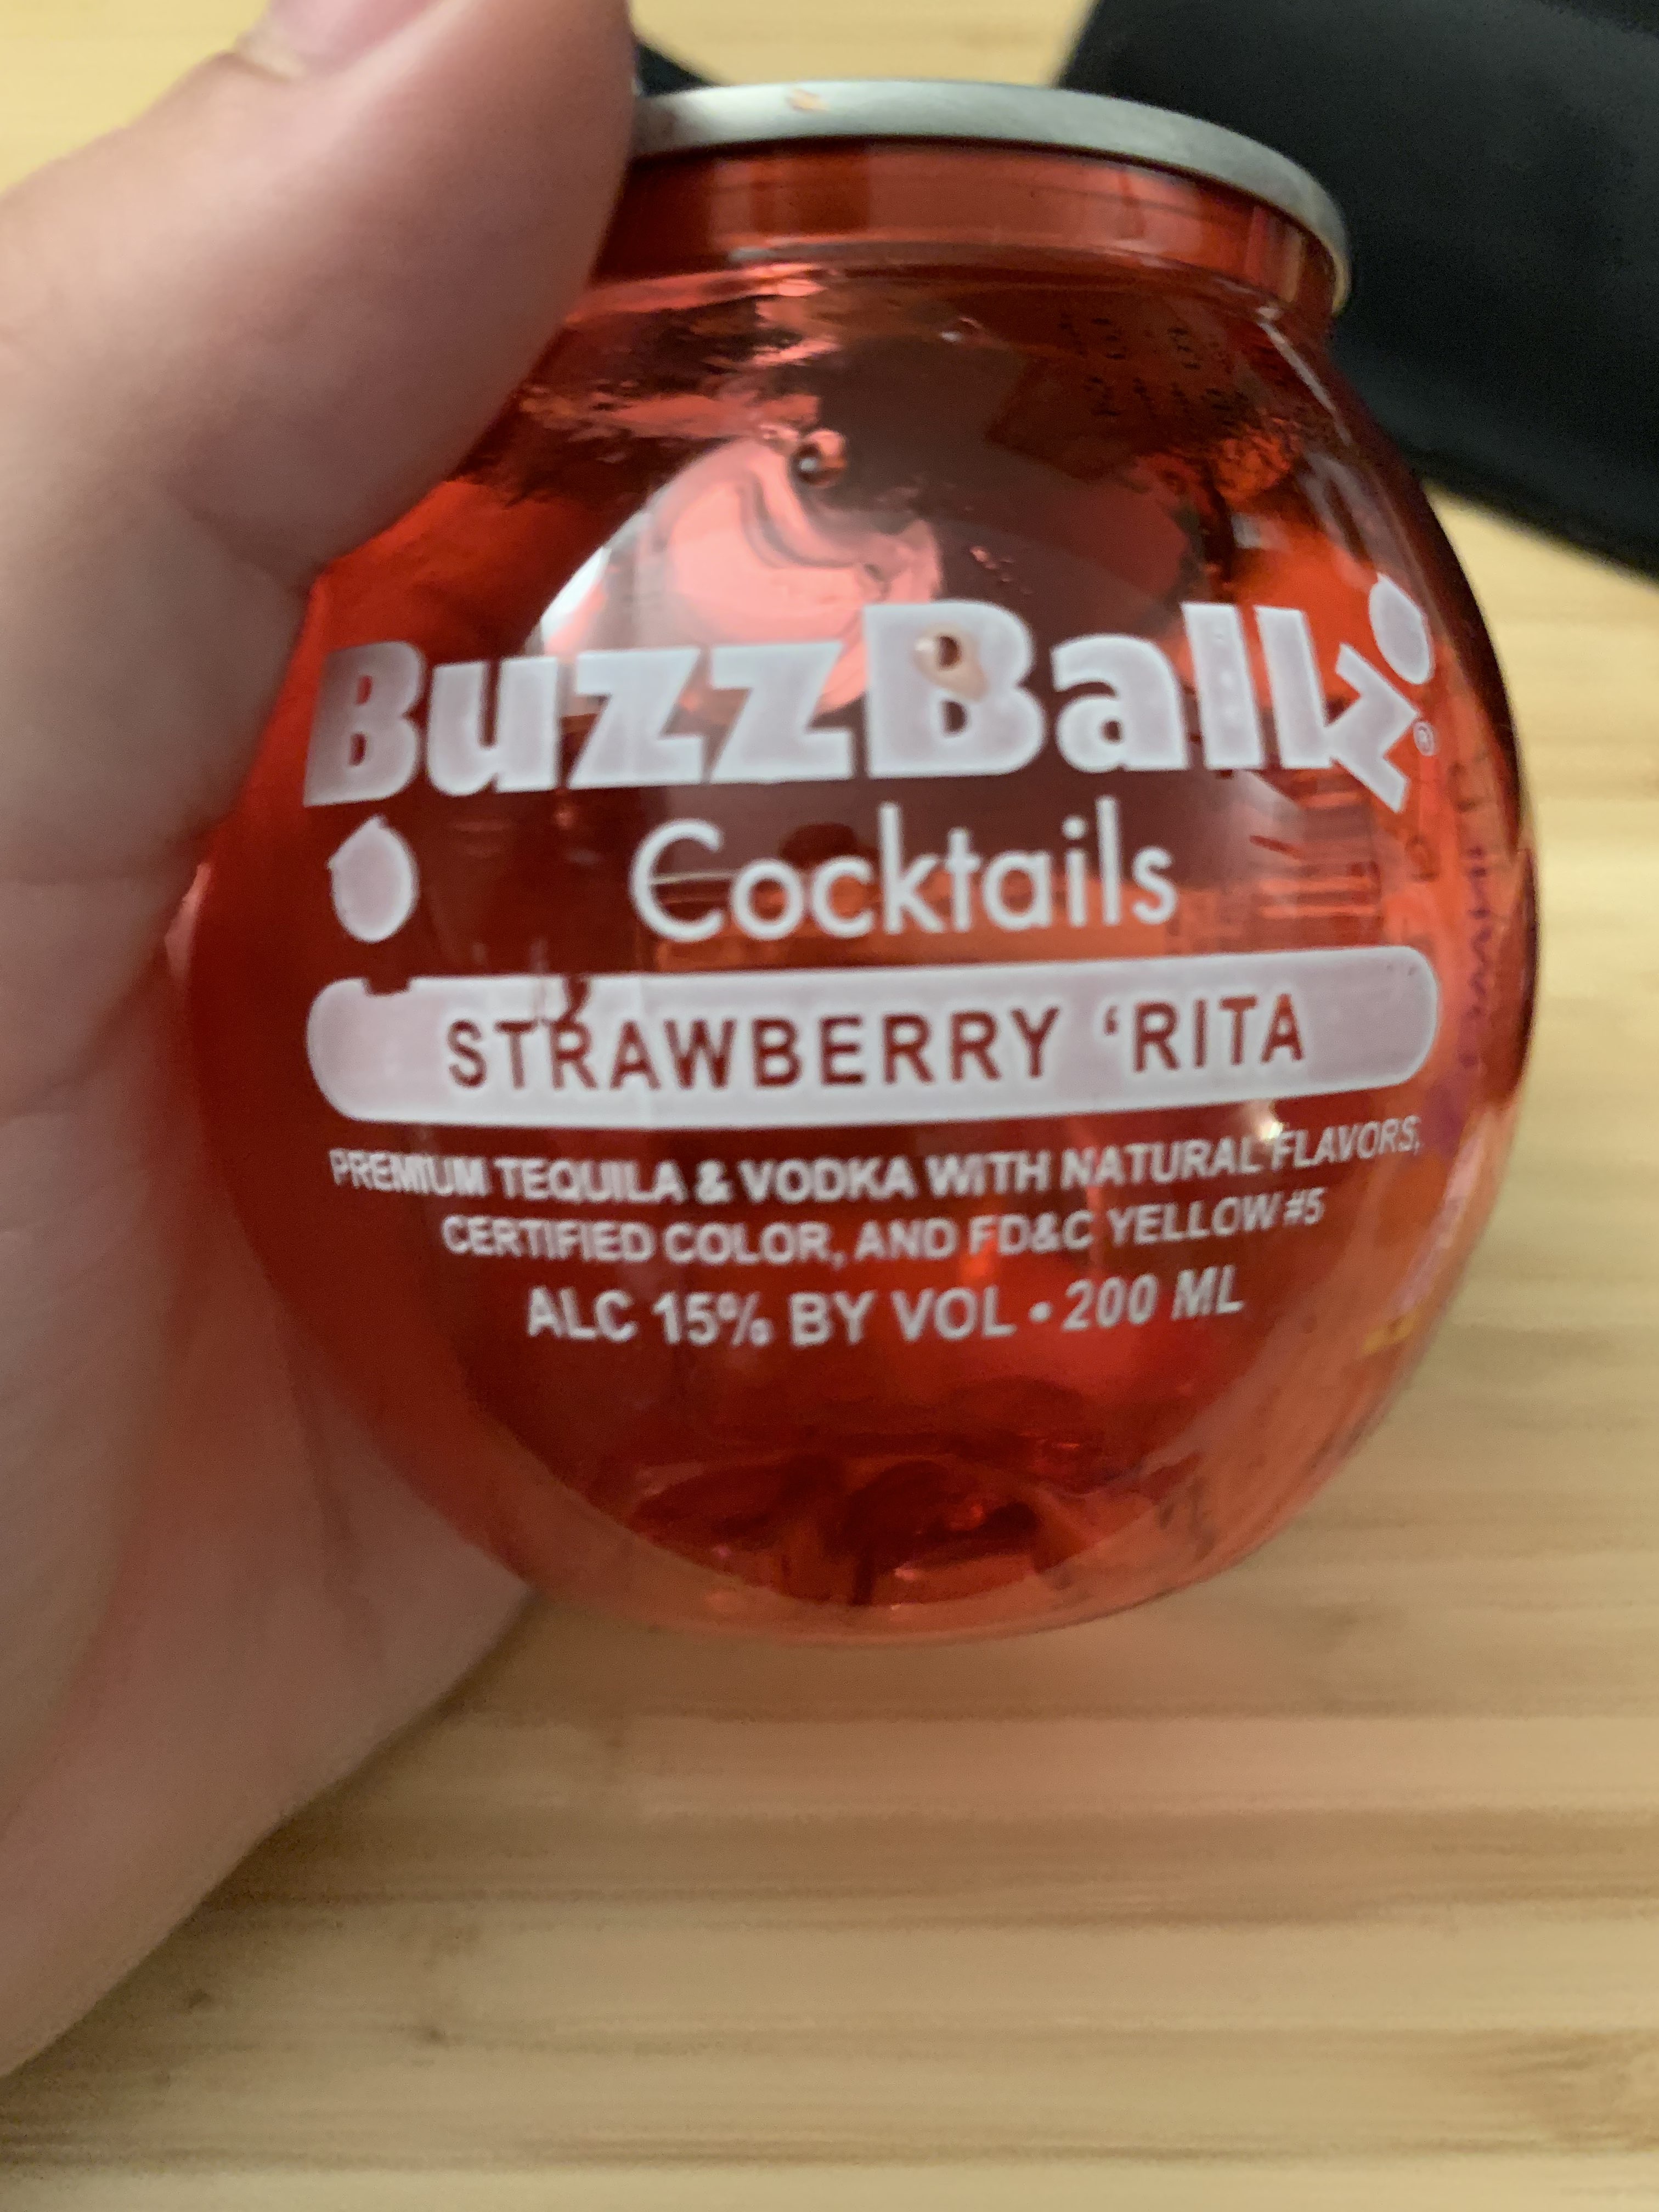 BuzzBallz®
Cocktails
STRAWBERRY ‘RITA
PREMIUM TEQUILA & VODKA WITH NATURAL FLAVORS,
CERTIFIED COLOR, AND FD&C YELLOW #5
ALC 15% BY VOL • 200 ML